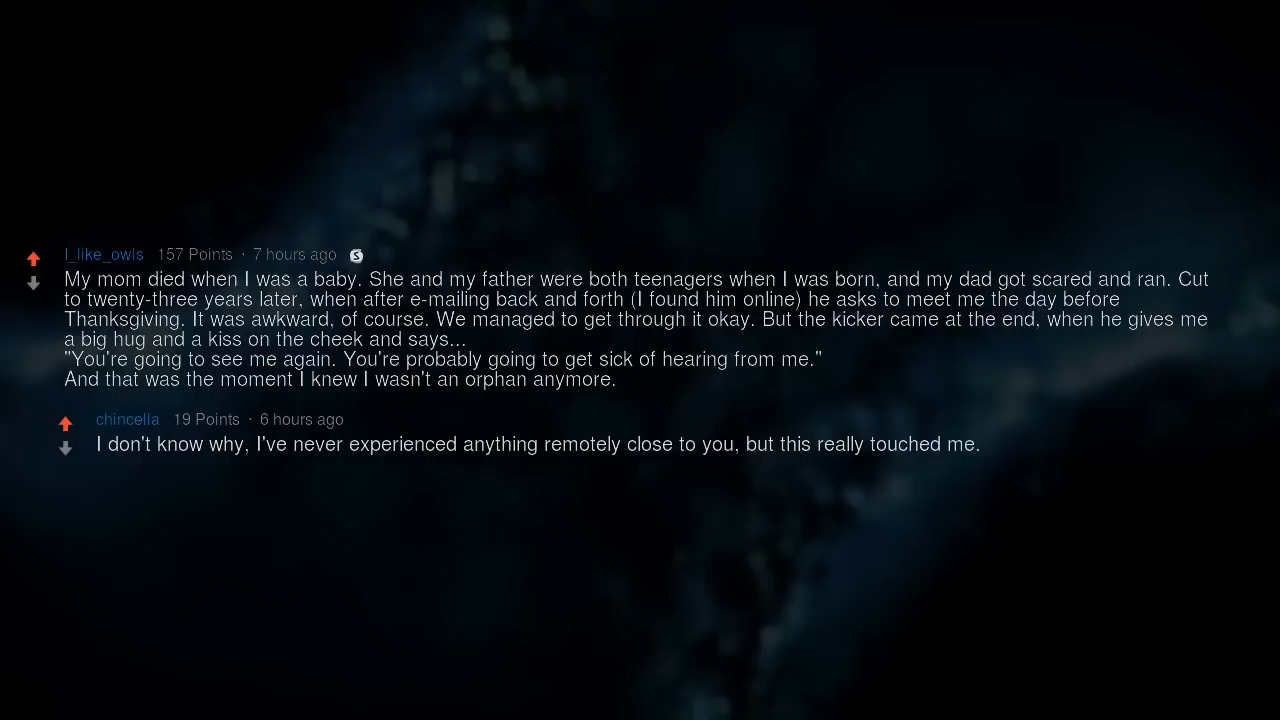 I_like_owls 157 Points · 7 hours ago S
My mom died when I was a baby. She and my father were both teenagers when I was born, and my dad got scared and ran. Cut
to twenty-three years later, when after e-mailing back and forth (I found him online) he asks to meet me the day before
Thanksgiving. It was awkward, of course. We managed to get through it okay. But the kicker came at the end, when he gives me
a big hug and a kiss on the cheek and says...
"You're going to see me again. You're probably going to get sick of hearing from me."
And that was the moment I knew I wasn't an orphan anymore.
chincella 19 Points · 6 hours ago
I don't know why, I've never experienced anything remotely close to you, but this really touched me.